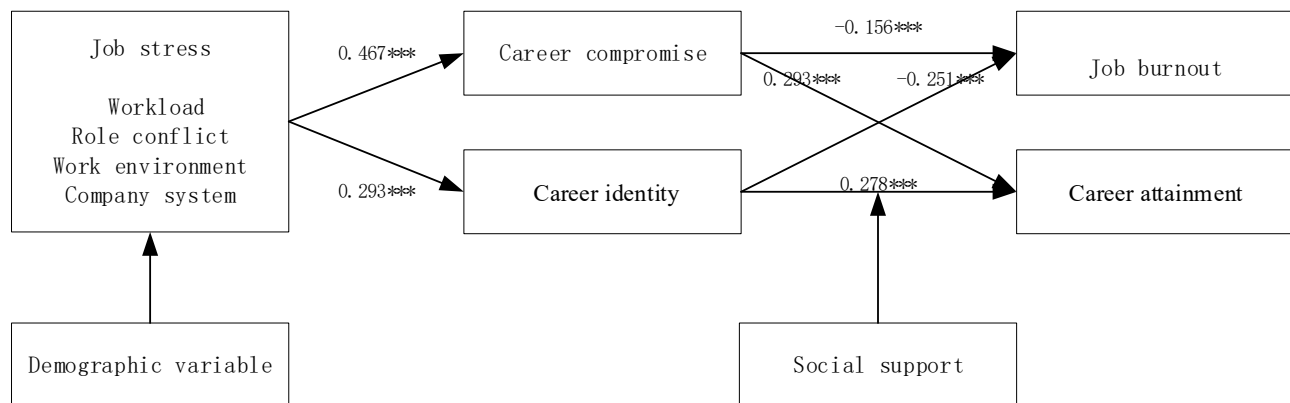 Job stress
Workload
Role conflict
Work environment
Company system
0.467***
0.293***
Career compromise
Career identity
-0.156***
0.293***
-0.251***
0.278***
Job burnout
Career attainment
Demographic variable
Social support